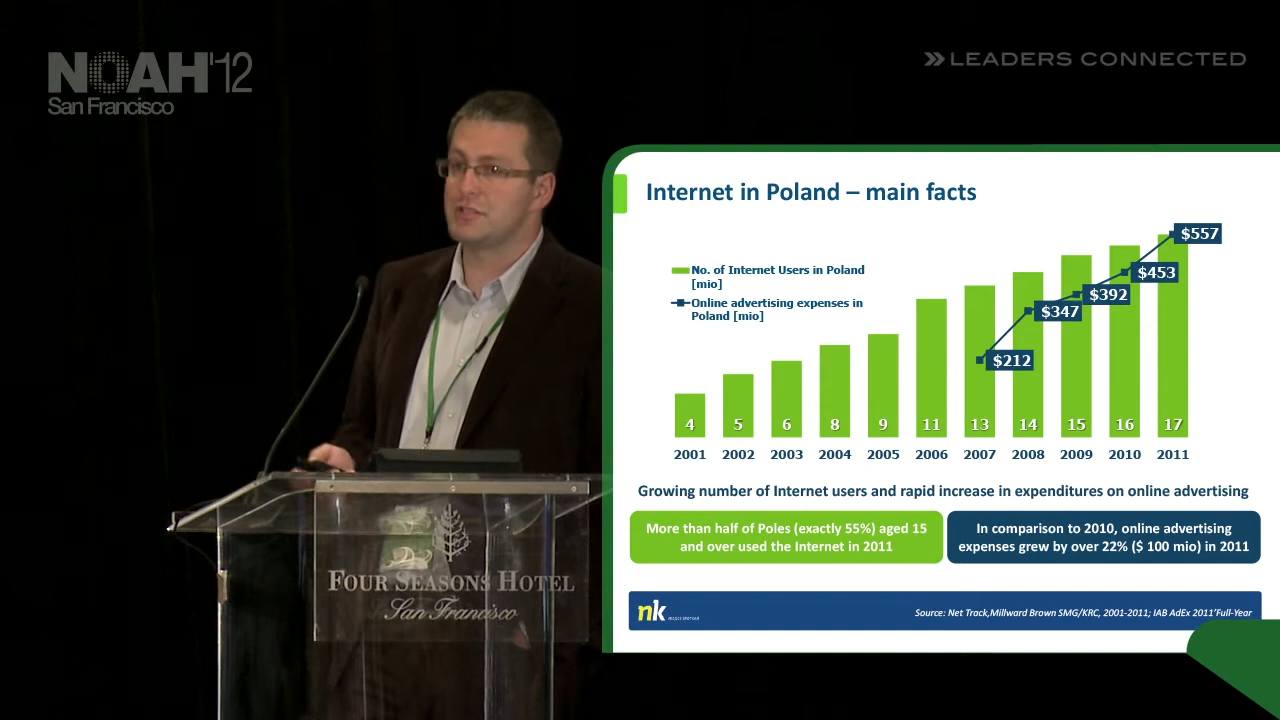 NOAH'12
San Francisco
LEADERS CONNECTED
Internet in Poland – main facts
No. of Internet Users in Poland
[mio]
Online advertising expenses in
Poland [mio]
$557
$453
$392
$347
$212
4 5 6 8 9 11 13 14 15 16 17
2001 2002 2003 2004 2005 2006 2007 2008 2009 2010 2011
Growing number of Internet users and rapid increase in expenditures on online advertising
More than half of Poles (exactly 55%) aged 15
and over used the Internet in 2011
In comparison to 2010, online advertising
expenses grew by over 22% ($ 100 mio) in 2011
nk
Source: Net Track,Millward Brown SMG/KRC, 2001-2011; IAB AdEx 2011'Full-Year
FOUR SEASONS HOTEL
San Francisco